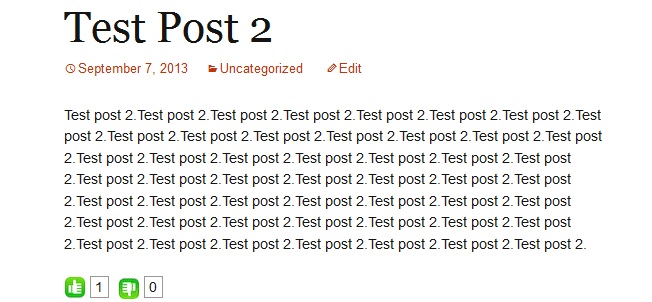 Test Post 2
September 7, 2013 Uncategorized Edit
Test post 2.Test post 2.Test post 2.Test post 2.Test post 2.Test post 2.Test post 2.Test
post 2.Test post 2.Test post 2.Test post 2.Test post 2.Test post 2.Test post 2.Test post
2.Test post 2.Test post 2.Test post 2.Test post 2.Test post 2.Test post 2.Test post
2.Test post 2.Test post 2.Test post 2.Test post 2.Test post 2.Test post 2.Test post
2.Test post 2.Test post 2.Test post 2.Test post 2.Test post 2.Test post 2.Test post
2.Test post 2.Test post 2.Test post 2.Test post 2.Test post 2.Test post 2.Test post
2.Test post 2.Test post 2.Test post 2.Test post 2.Test post 2.Test post 2.Test post 2.
1 0